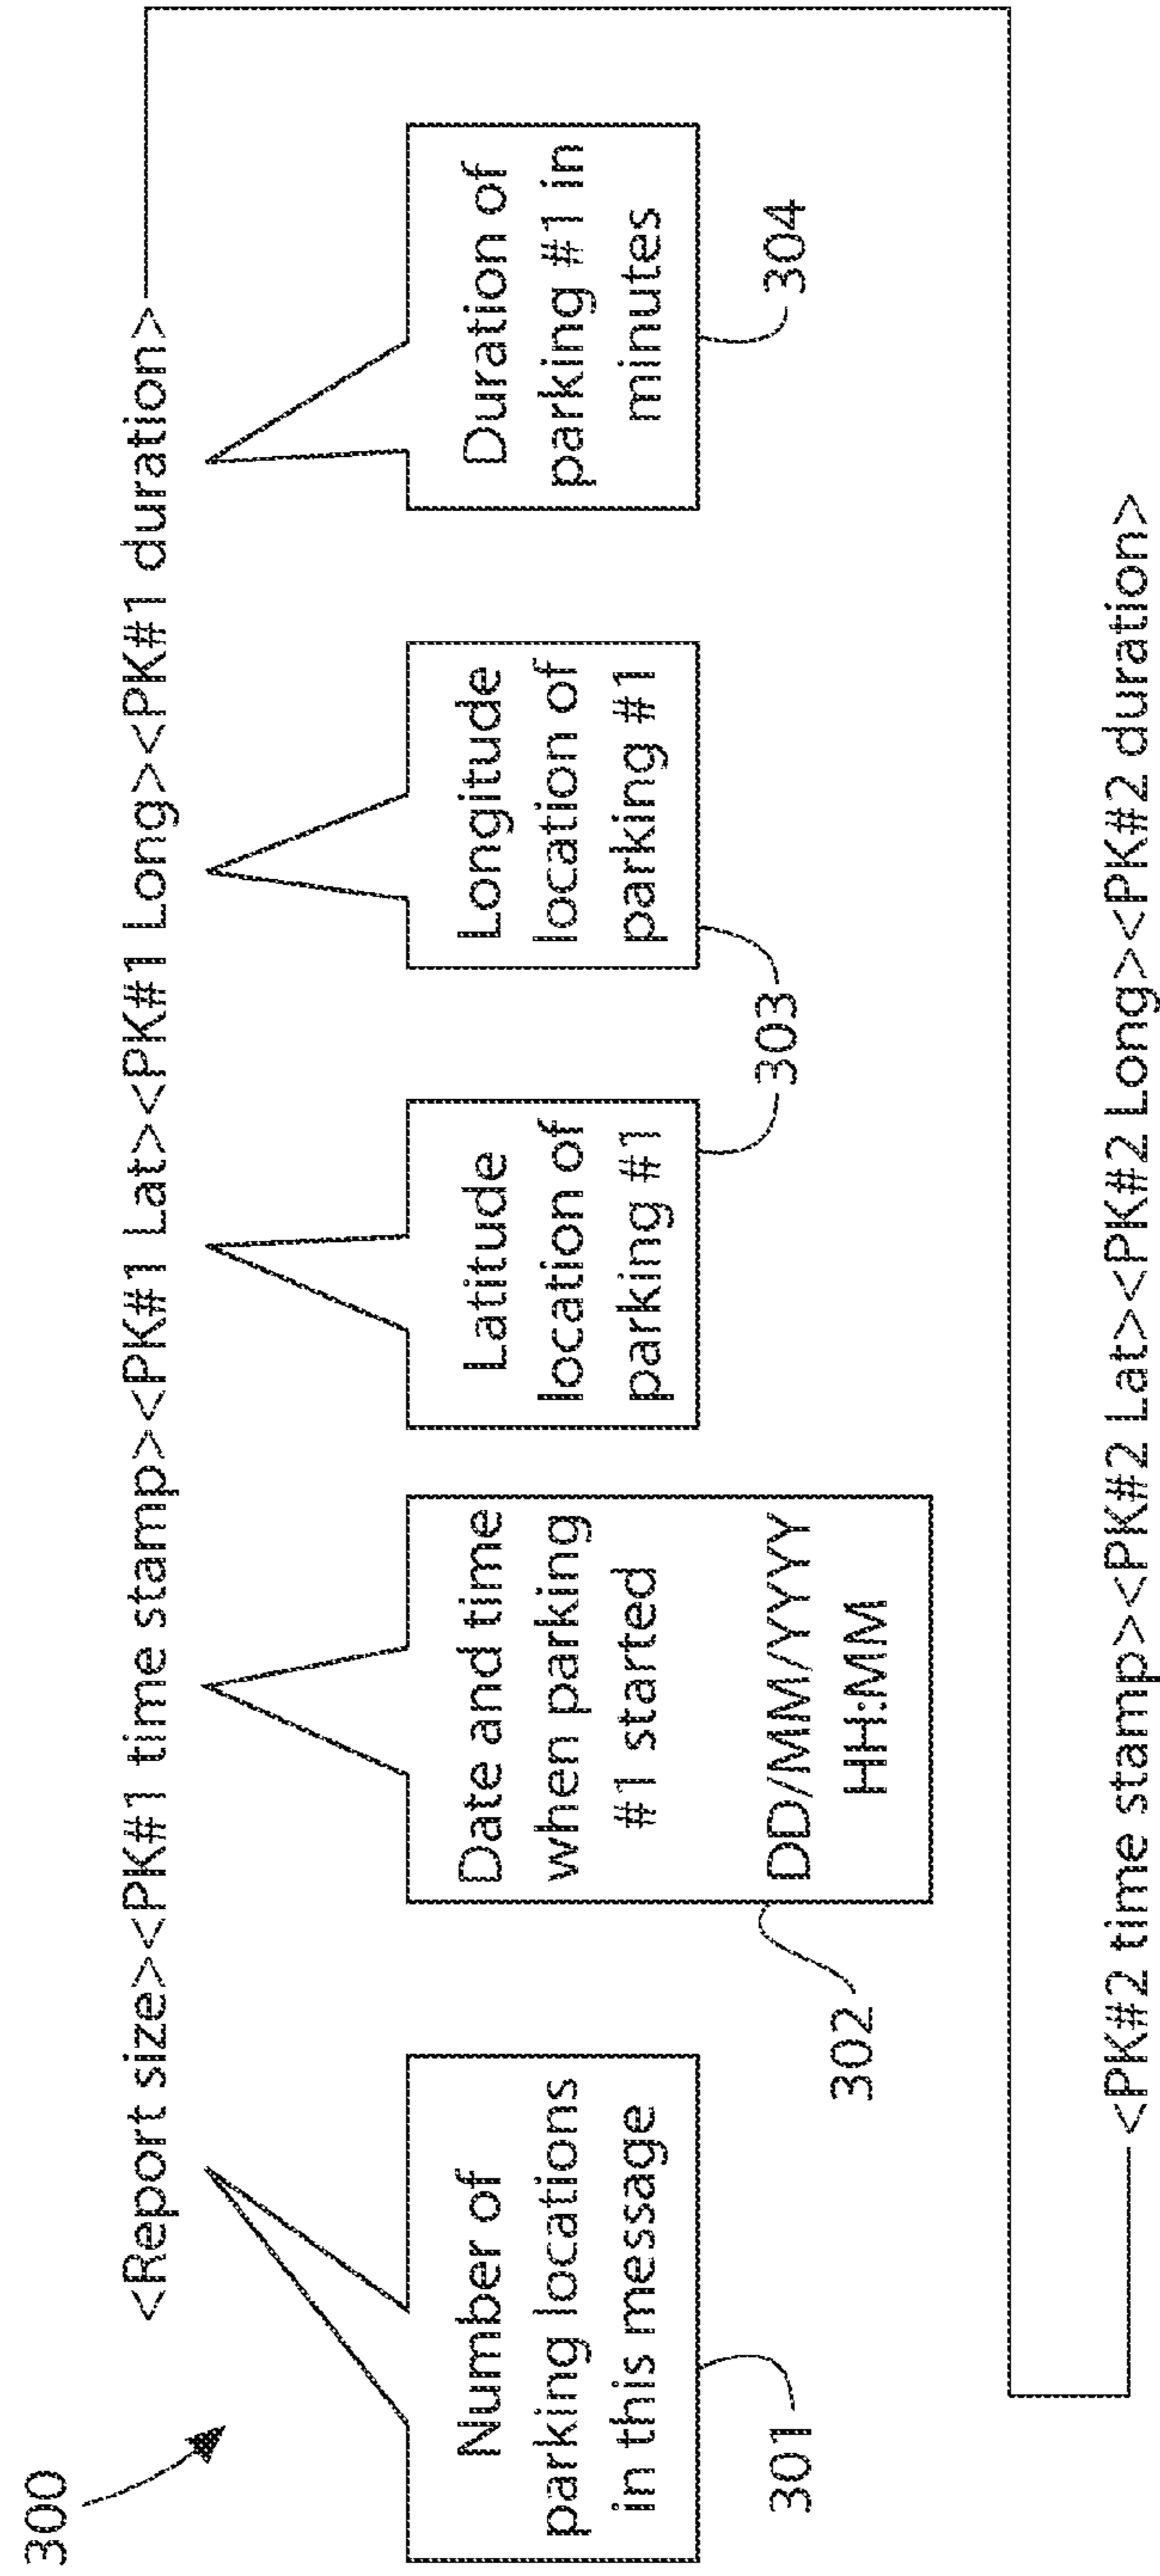 300
<Report size><PK#1 time stamp><PK#1 Lat><PK#1 Long><PK#1 duration>
Number of
parking locations
in this message
301
Date and time
when parking
#1 started
DD/MM/YYYY
HH:MM
302
Latitude
location of
parking #1
Longitude
location of
parking #1
303
Duration of
parking #1 in
minutes
304
<PK#2 time stamp><PK#2 Lat><PK#2 Long><PK#2 duration>